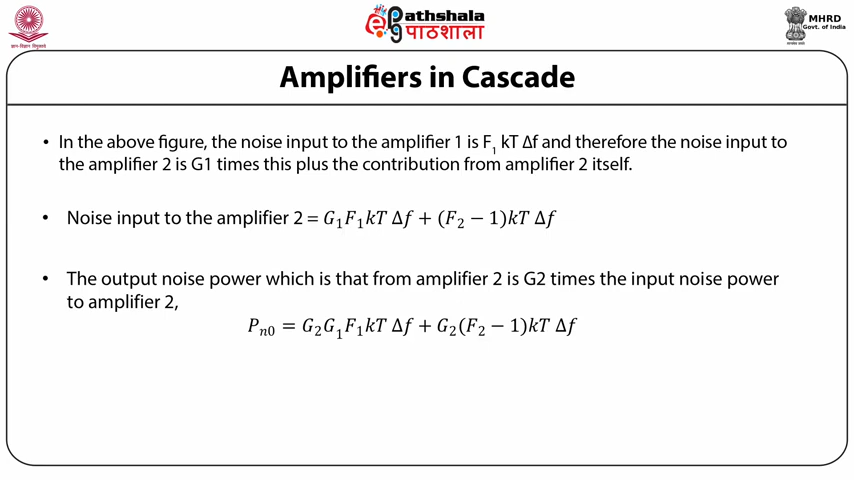 ज्ञान-विज्ञान विमुक्तये
e Pathshala
पाठशाला
MHRD
Govt. of India
सत्यमेव जयते
Amplifiers in Cascade
• In the above figure, the noise input to the amplifier 1 is F₁ kT Δf and therefore the noise input to
the amplifier 2 is G1 times this plus the contribution from amplifier 2 itself.
• Noise input to the amplifier 2 = G₁F₁kT Δf + (F₂ − 1)kT Δf
• The output noise power which is that from amplifier 2 is G2 times the input noise power
to amplifier 2,
Pₙ₀ = G₂G₁F₁kT Δf + G₂(F₂ − 1)kT Δf